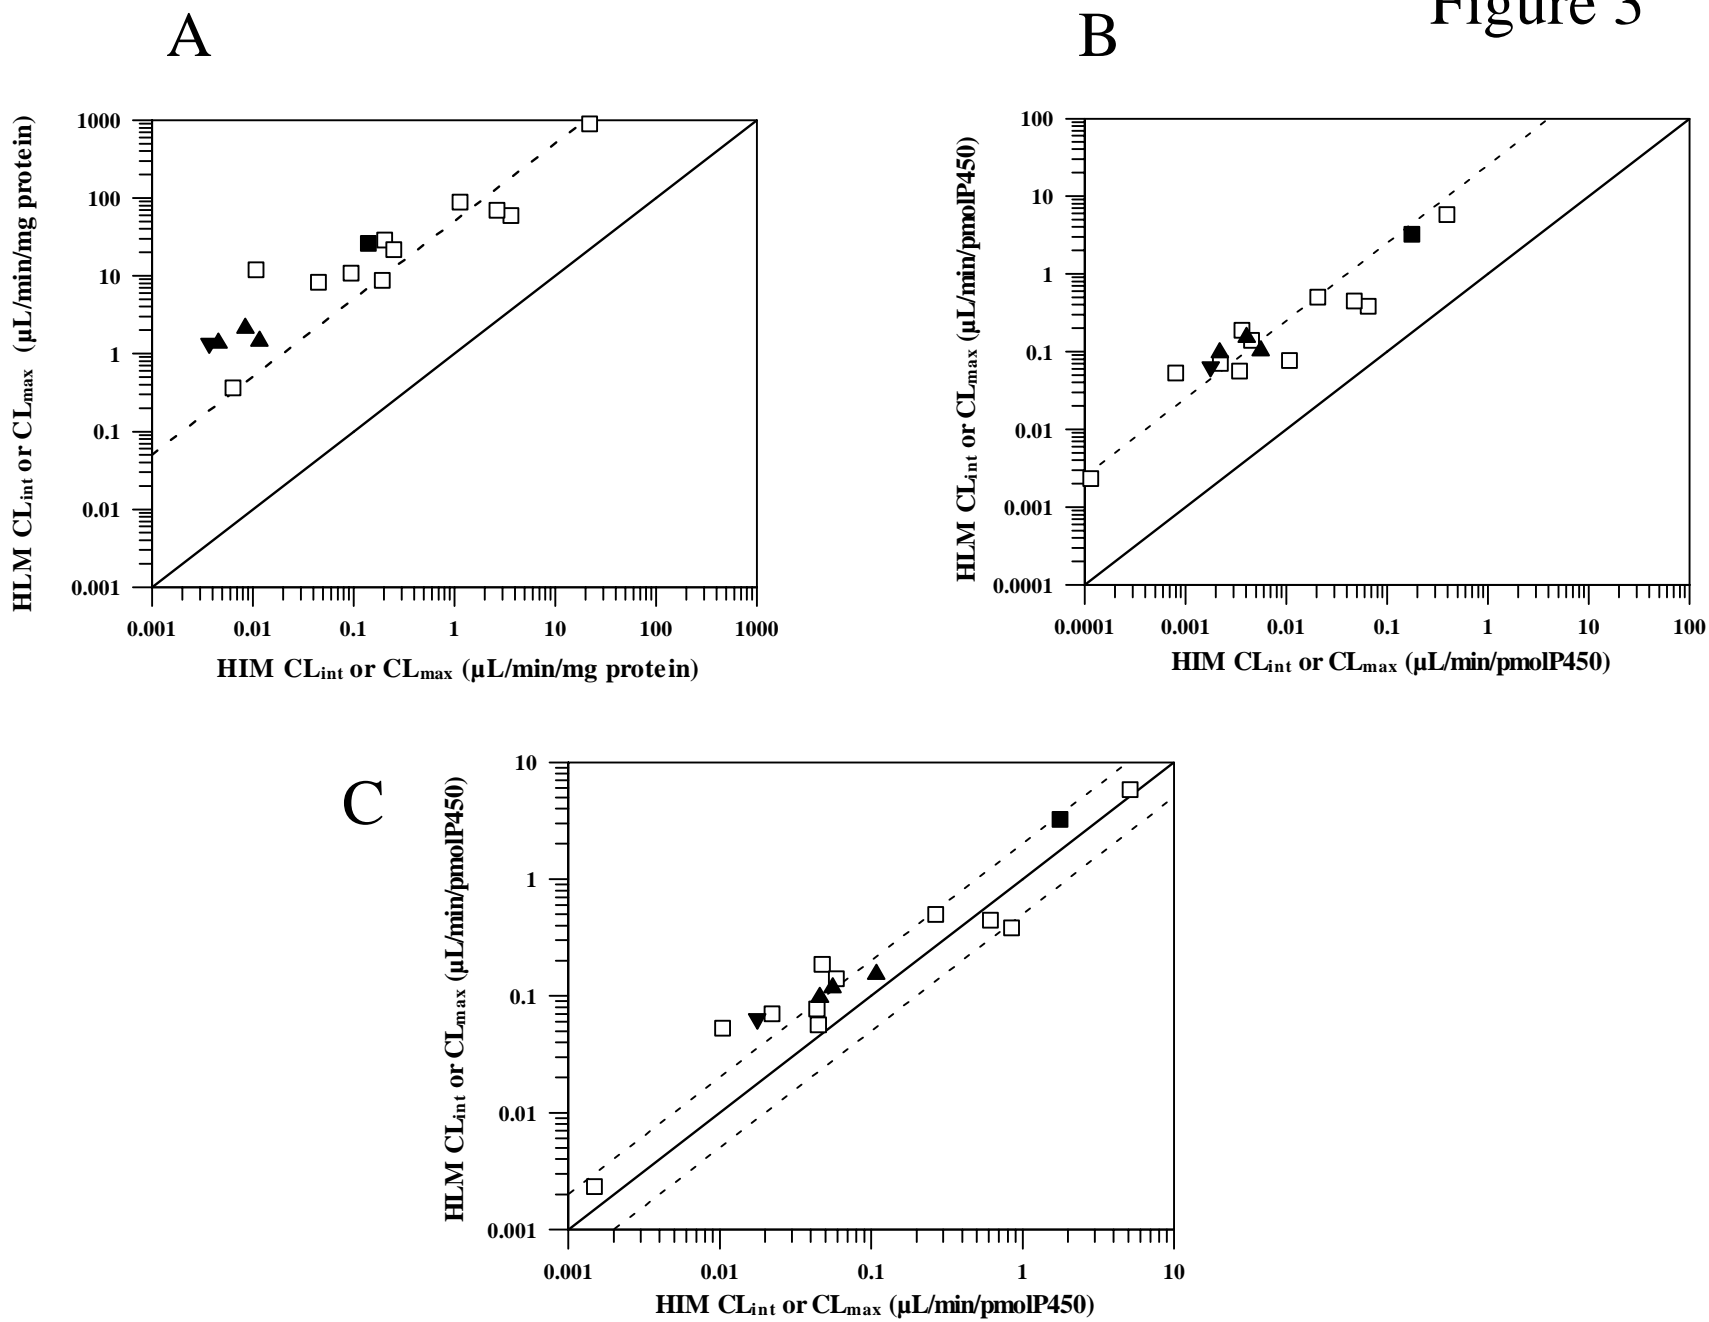 Figure 3
A
B
HLM CLint or CLmax (µL/min/mg protein)
1000
100
10
1
0.1
0.01
0.001
0.001 0.01 0.1 1 10 100 1000
HIM CLint or CLmax (µL/min/mg protein)
HLM CLint or CLmax (µL/min/pmolP450)
100
10
1
0.1
0.01
0.001
0.0001
0.0001 0.001 0.01 0.1 1 10 100
HIM CLint or CLmax (µL/min/pmolP450)
C
HLM CLint or CLmax (µL/min/pmolP450)
10
1
0.1
0.01
0.001
0.001 0.01 0.1 1 10
HIM CLint or CLmax (µL/min/pmolP450)